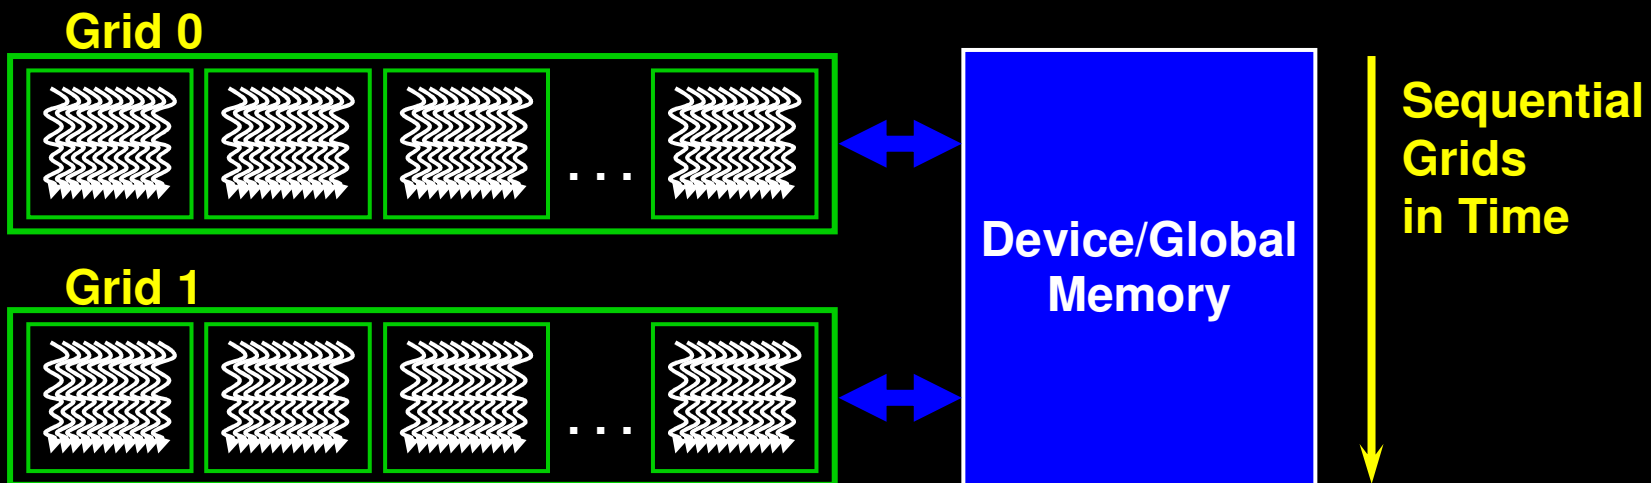 Grid 0
. . .
Grid 1
. . .
Device/Global
Memory
Sequential
Grids
in Time